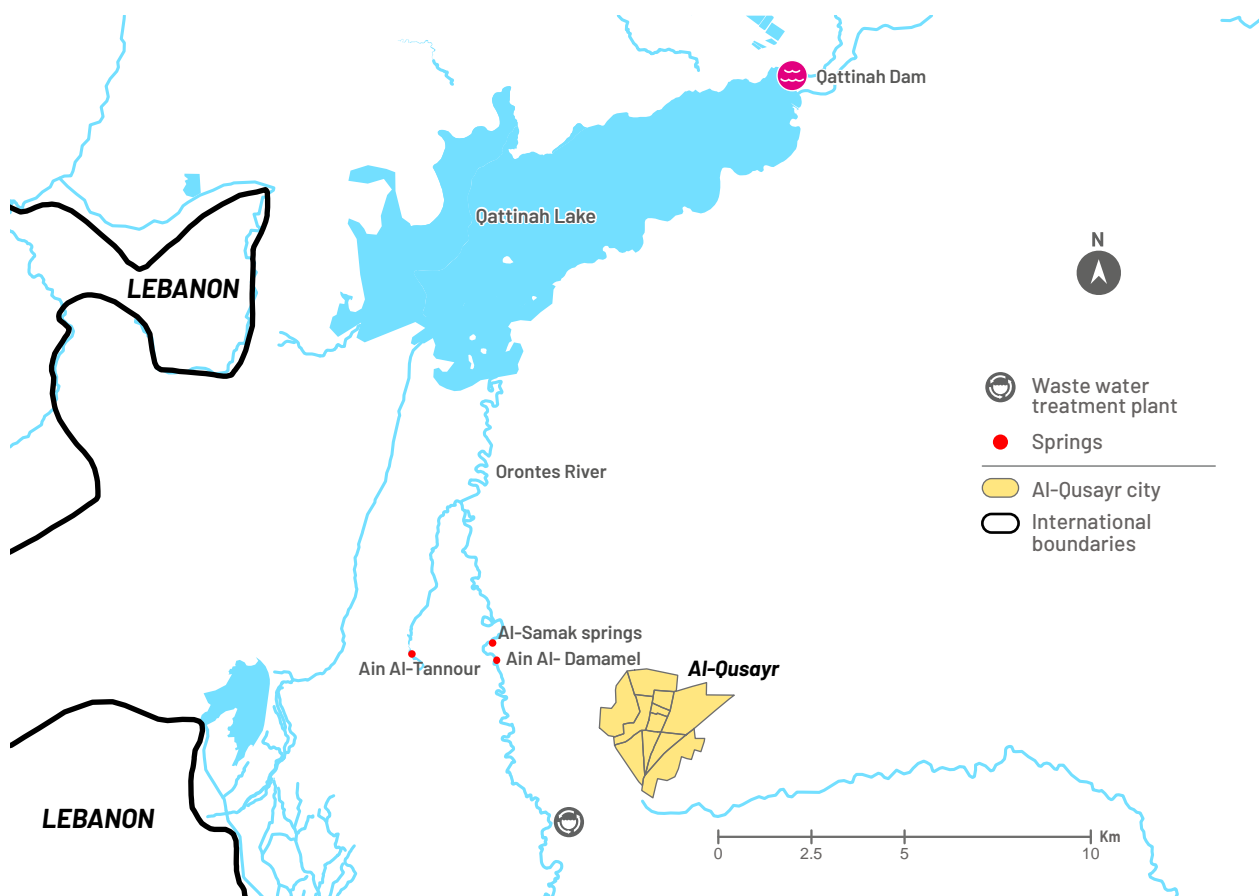 Qattinah Dam
Qattinah Lake
N
LEBANON
Waste water
treatment plant
Springs
Orontes River
Al-Qusayr city
International
boundaries
Al-Samak springs
Ain Al- Damamel
Ain Al-Tannour
Al-Qusayr
LEBANON
Km
0 2.5 5 10